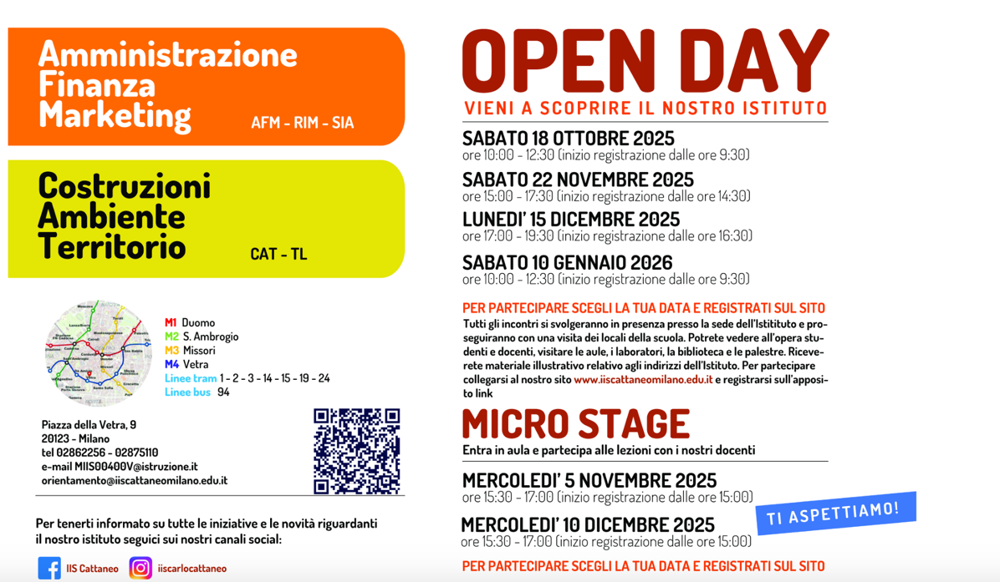 Amministrazione
Finanza
Marketing
AFM - RIM - SIA
Costruzioni
Ambiente
Territorio
CAT - TL
M1 Duomo
M2 S. Ambrogio
M3 Missori
M4 Vetra
Linee tram 1 - 2 - 3 - 14 - 15 - 19 - 24
Linee bus 94
Piazza della Vetra, 9
20123 - Milano
tel 02862256 - 02875110
e-mail MIIS00400V@istruzione.it
orientamento@iiscattaneomilano.edu.it
Per tenerti informato su tutte le iniziative e le novità riguardanti
il nostro istituto seguici sui nostri canali social:
IIS Cattaneo
iiscarlocattaneo
OPEN DAY
VIENI A SCOPRIRE IL NOSTRO ISTITUTO
SABATO 18 OTTOBRE 2025
ore 10:00 - 12:30 (inizio registrazione dalle ore 9:30)
SABATO 22 NOVEMBRE 2025
ore 15:00 - 17:30 (inizio registrazione dalle ore 14:30)
LUNEDI' 15 DICEMBRE 2025
ore 17:00 - 19:30 (inizio registrazione dalle ore 16:30)
SABATO 10 GENNAIO 2026
ore 10:00 - 12:30 (inizio registrazione dalle ore 9:30)
PER PARTECIPARE SCEGLI LA TUA DATA E REGISTRATI SUL SITO
Tutti gli incontri si svolgeranno in presenza presso la sede dell'Istitituto e pro-
seguiranno con una visita dei locali della scuola. Potrete vedere all'opera stu-
denti e docenti, visitare le aule, i laboratori, la biblioteca e le palestre. Riceve-
rete materiale illustrativo relativo agli indirizzi dell'Istituto. Per partecipare
collegarsi al nostro sito www.iiscattaneomilano.edu.it e registrarsi sull'apposi-
to link
MICRO STAGE
Entra in aula e partecipa alle lezioni con i nostri docenti
MERCOLEDI' 5 NOVEMBRE 2025
ore 15:30 - 17:00 (inizio registrazione dalle ore 15:00)
MERCOLEDI' 10 DICEMBRE 2025
ore 15:30 - 17:00 (inizio registrazione dalle ore 15:00)
TI ASPETTIAMO!
PER PARTECIPARE SCEGLI LA TUA DATA E REGISTRATI SUL SITO